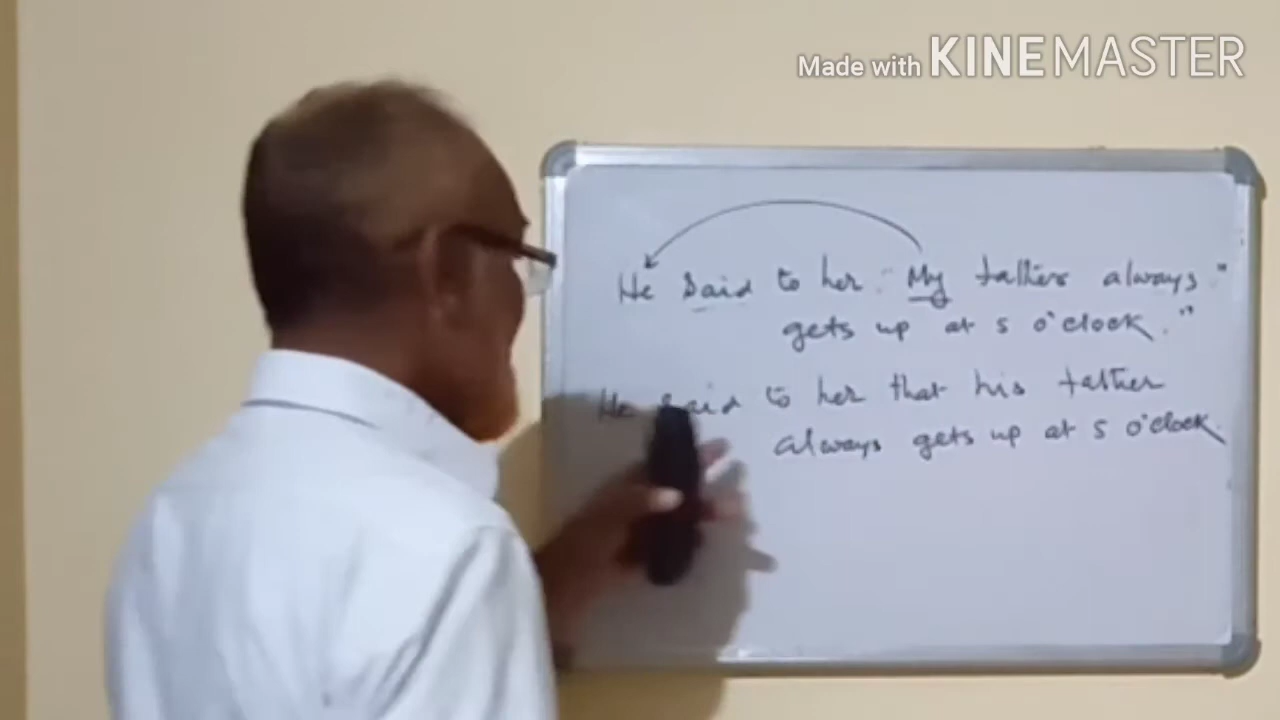 Made with KINEMASTER
He said to her "My father always"
gets up at 5 o'clock."
He said to her that his father
always gets up at 5 o'clock.